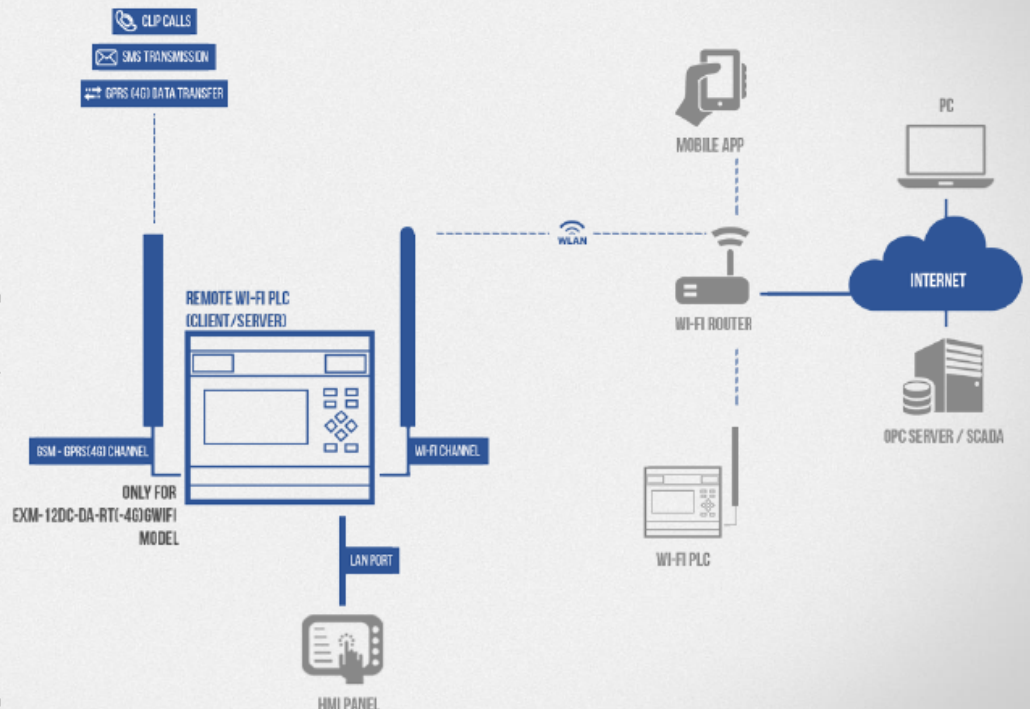 CLIP CALLS
SMS TRANSMISSION
GPRS (4G) DATA TRANSFER
MOBILE APP
PC
WLAN
INTERNET
REMOTE WI-FI PLC
(CLIENT/SERVER)
WI-FI ROUTER
OPC SERVER / SCADA
GSM - GPRS(4G) CHANNEL
WI-FI CHANNEL
ONLY FOR
EXM-12DC-DA-RT(-4G)GWIFI
MODEL
LAN PORT
WI-FI PLC
HMI PANEL